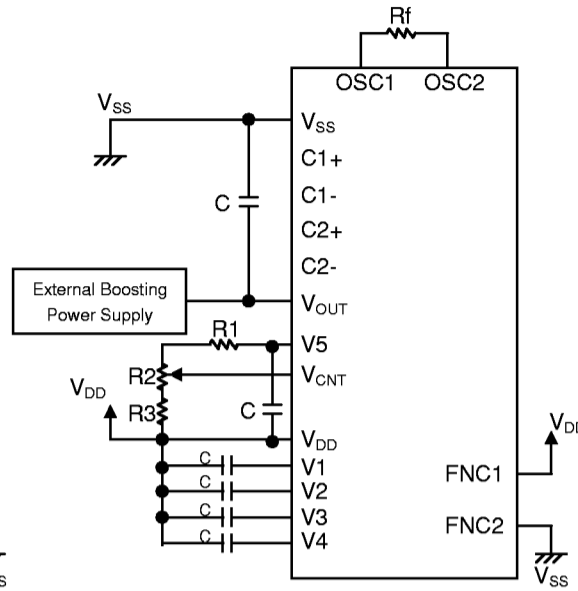 Rf
OSC1 OSC2
VSS
VSS
C1+
C1-
C
C2+
C2-
External Boosting
Power Supply
VOUT
R1
V5
R2
VCNT
VDD
R3
C
VDD
VDD
C
V1
FNC1
C
V2
C
V3
FNC2
C
V4
VSS